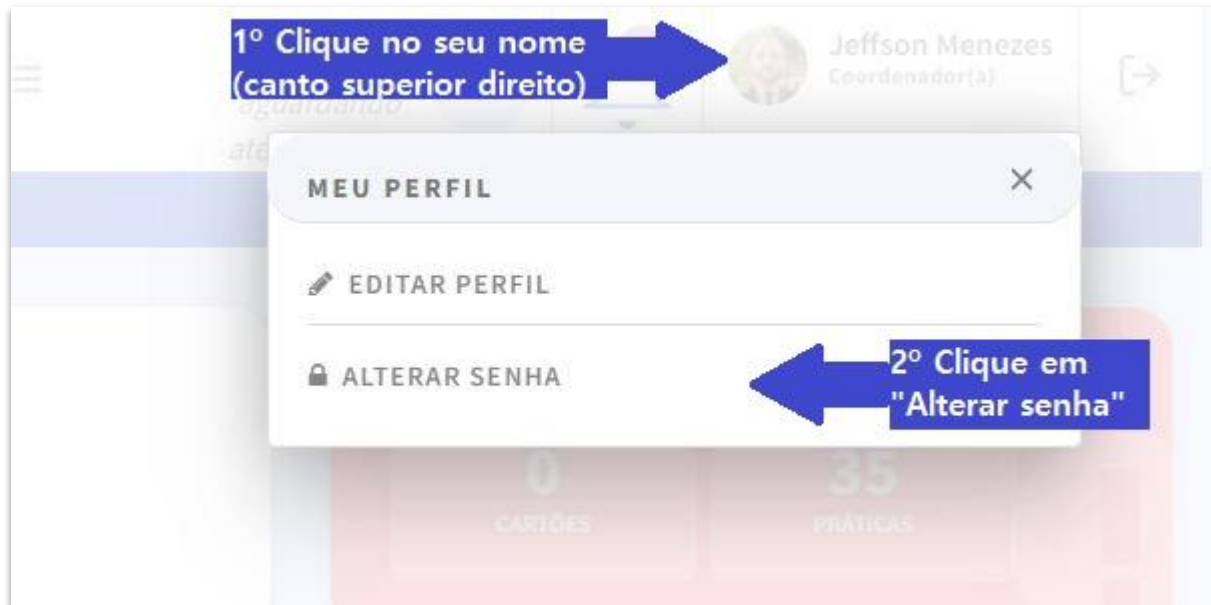 1º Clique no seu nome
(canto superior direito)
Jeffson Menezes
Coordenador(a)
aguardando
MEU PERFIL
EDITAR PERFIL
ALTERAR SENHA
2º Clique em
"Alterar senha"
0
35
CARTÕES
PRÁTICAS